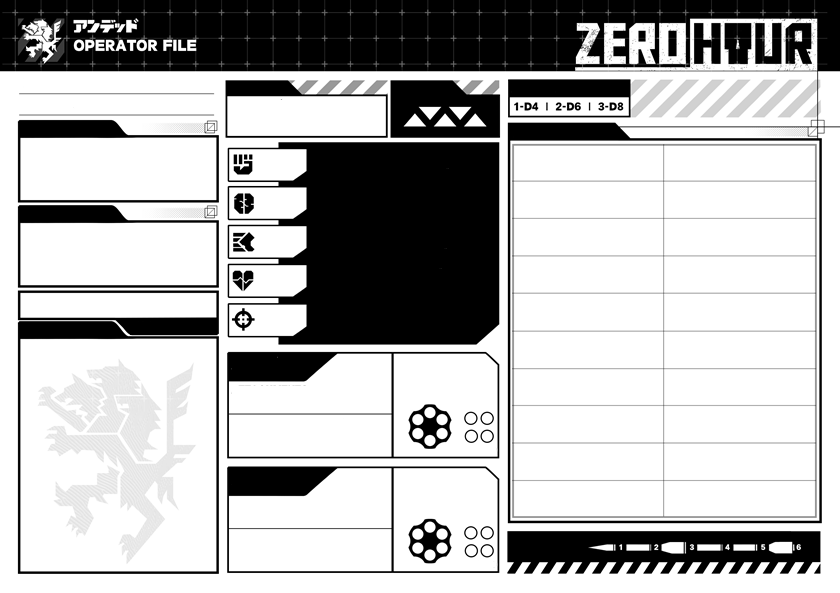 アンデッド
OPERATOR FILE
ZEROHOUR
1-D4 | 2-D6 | 3-D8
1 2 3 4 5 6